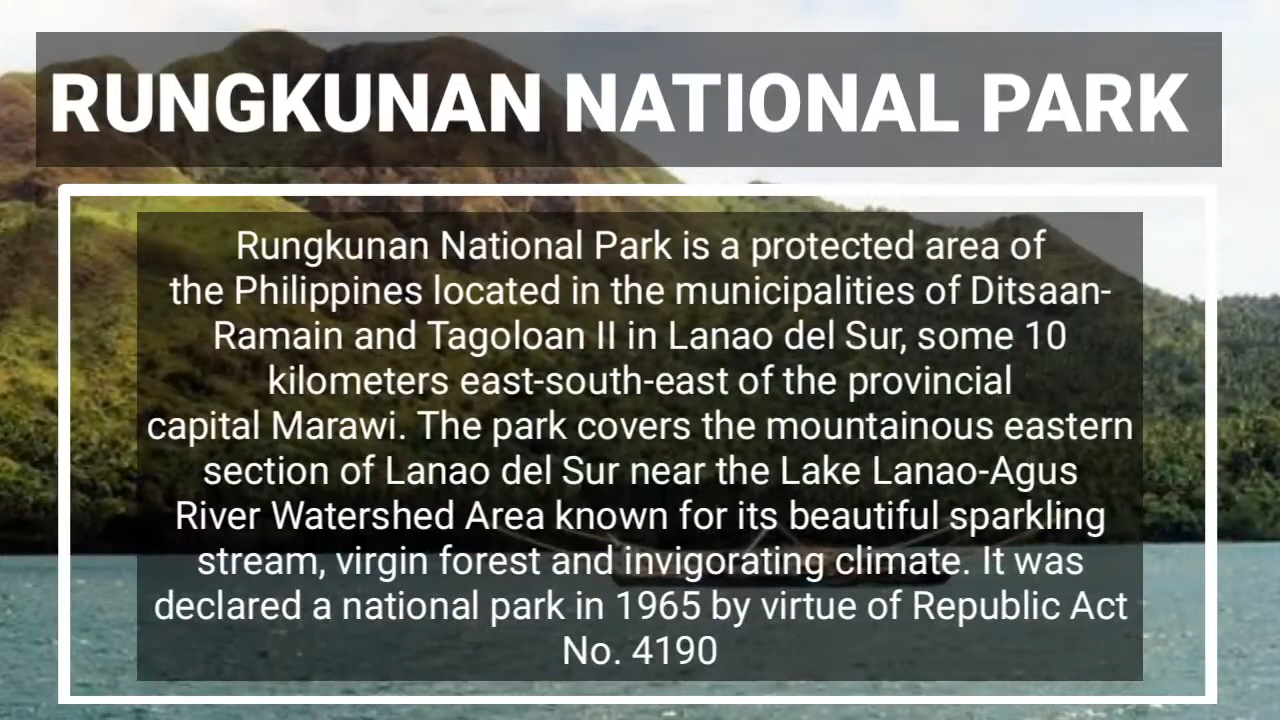 RUNGKUNAN NATIONAL PARK
Rungkunan National Park is a protected area of
the Philippines located in the municipalities of Ditsaan-
Ramain and Tagoloan II in Lanao del Sur, some 10
kilometers east-south-east of the provincial
capital Marawi. The park covers the mountainous eastern
section of Lanao del Sur near the Lake Lanao-Agus
River Watershed Area known for its beautiful sparkling
stream, virgin forest and invigorating climate. It was
declared a national park in 1965 by virtue of Republic Act
No. 4190